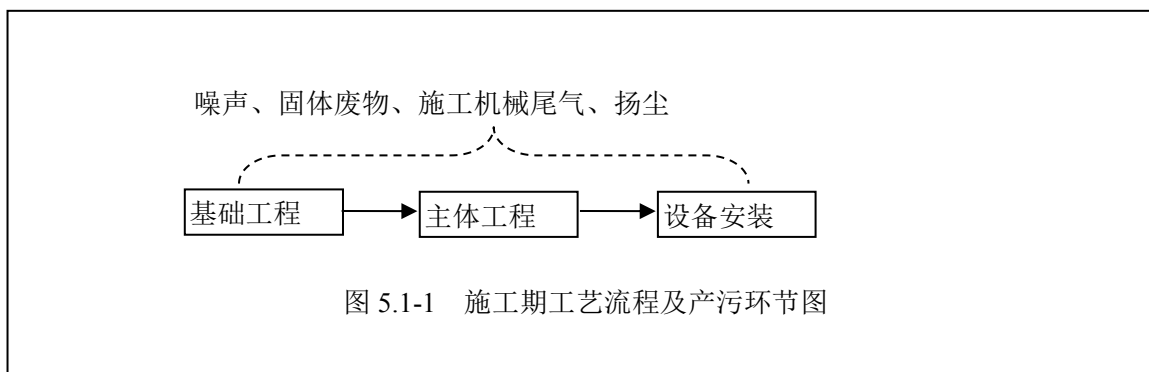 噪声、固体废物、施工机械尾气、扬尘
基础工程 主体工程 设备安装
图 5.1-1 施工期工艺流程及产污环节图